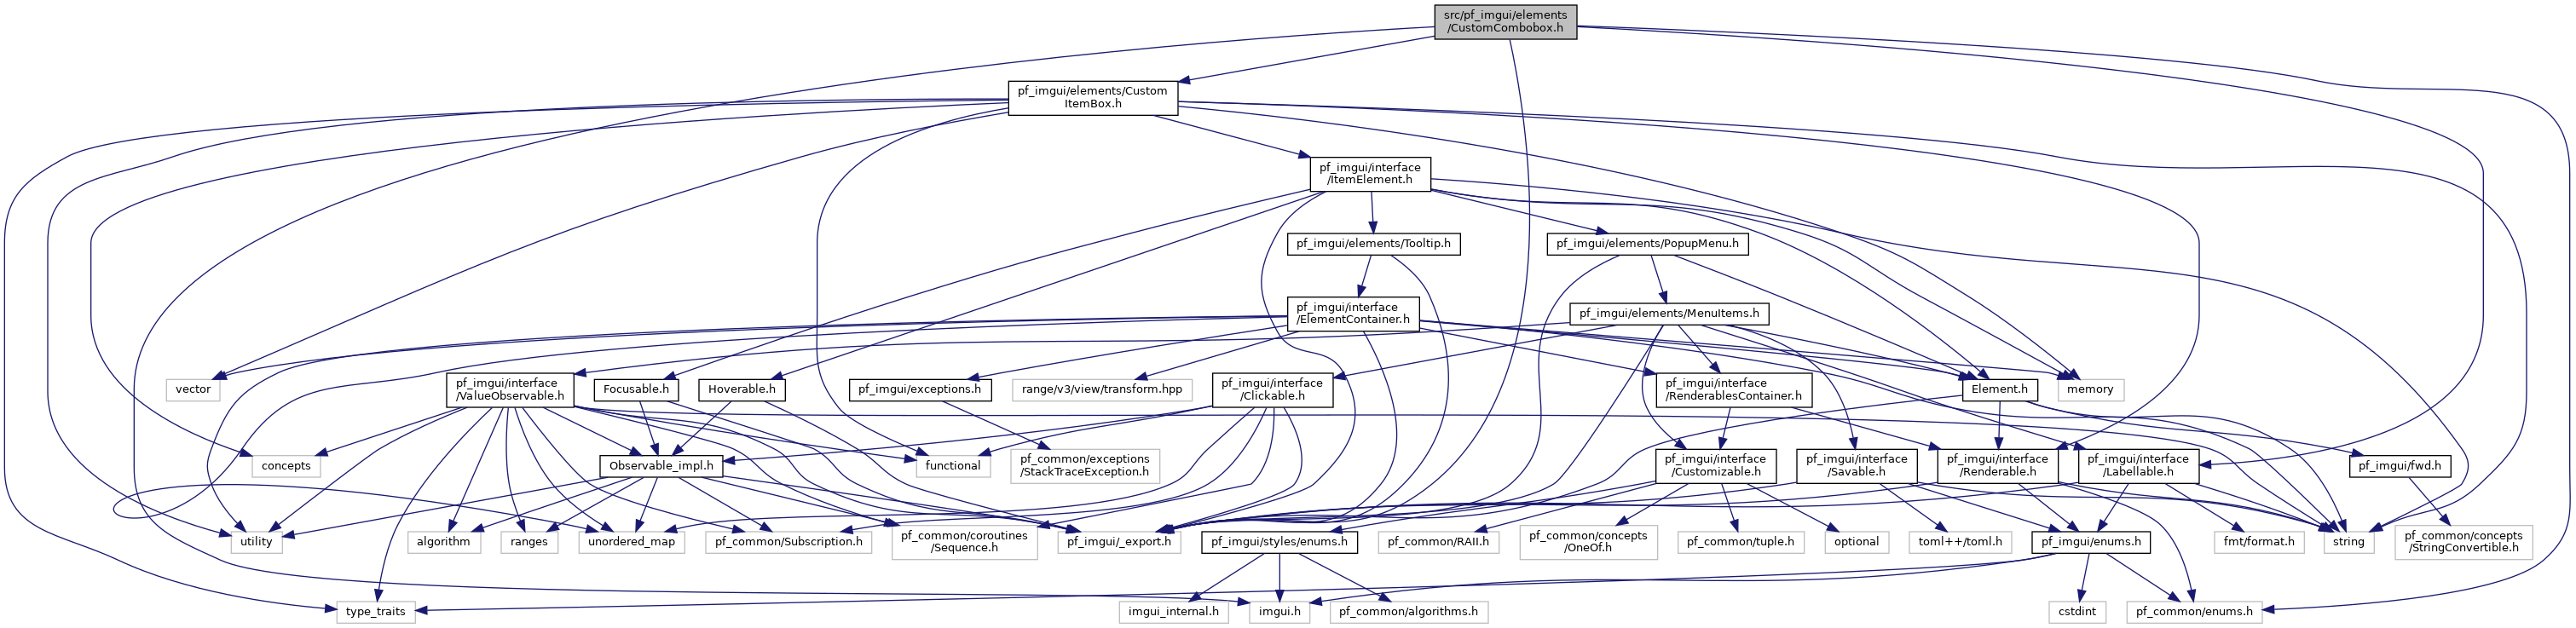 src/pf_imgui/elements
/CustomCombobox.h
pf_imgui/elements/Custom
ItemBox.h
pf_imgui/interface
/ItemElement.h
pf_imgui/elements/Tooltip.h
pf_imgui/elements/PopupMenu.h
pf_imgui/interface
/ElementContainer.h
pf_imgui/elements/MenuItems.h
vector
pf_imgui/interface
/ValueObservable.h
Focusable.h
Hoverable.h
pf_imgui/exceptions.h
range/v3/view/transform.hpp
pf_imgui/interface
/Clickable.h
pf_imgui/interface
/RenderablesContainer.h
Element.h
memory
concepts
Observable_impl.h
functional
pf_common/exceptions
/StackTraceException.h
pf_imgui/interface
/Customizable.h
pf_imgui/interface
/Savable.h
pf_imgui/interface
/Renderable.h
pf_imgui/interface
/Labellable.h
pf_imgui/fwd.h
utility
algorithm
ranges
unordered_map
pf_common/Subscription.h
pf_common/coroutines
/Sequence.h
pf_imgui/_export.h
pf_imgui/styles/enums.h
pf_common/RAII.h
pf_common/concepts
/OneOf.h
pf_common/tuple.h
optional
toml++/toml.h
pf_imgui/enums.h
fmt/format.h
string
pf_common/concepts
/StringConvertible.h
type_traits
imgui_internal.h
imgui.h
pf_common/algorithms.h
cstdint
pf_common/enums.h